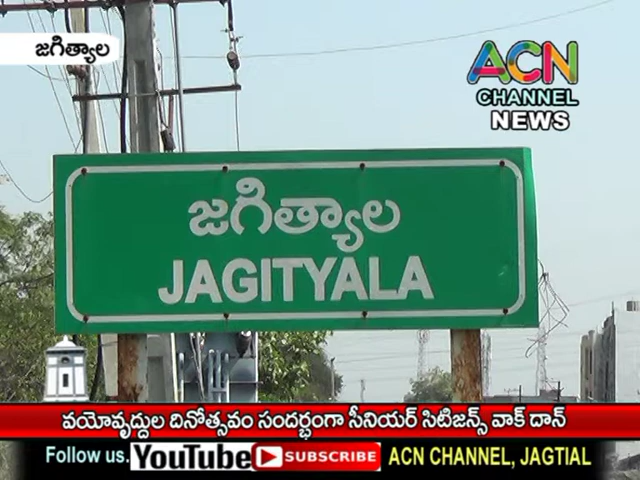 జగిత్యాల
ACN
CHANNEL
NEWS
జగిత్యాల
JAGITYALA
వయోవృద్దుల దినోత్సవం సందర్భంగా సీనియర్ సిటిజన్స్ వాక్ దాన్
Follow us. YouTube SUBSCRIBE ACN CHANNEL, JAGTIAL